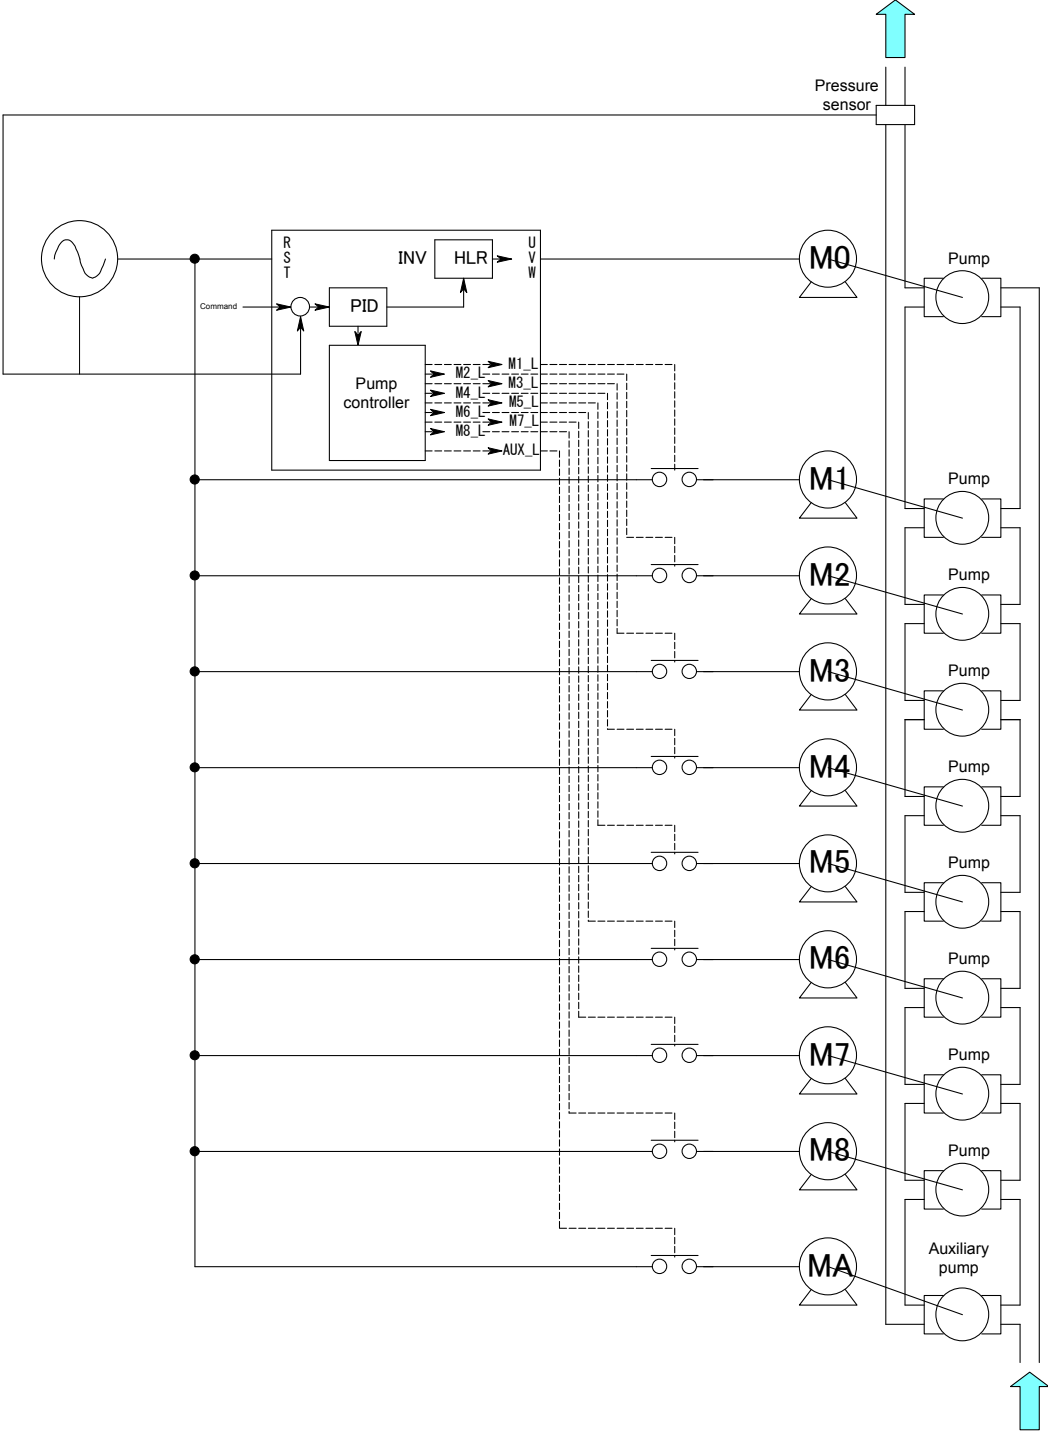 Pressure
sensor
R
S
T
INV
HLR
U
V
W
M0
Pump
Command
PID
Pump
controller
M1_L
M2_L
M3_L
M4_L
M5_L
M6_L
M7_L
M8_L
AUX_L
M1
Pump
M2
Pump
M3
Pump
M4
Pump
M5
Pump
M6
Pump
M7
Pump
M8
Pump
MA
Auxiliary
pump